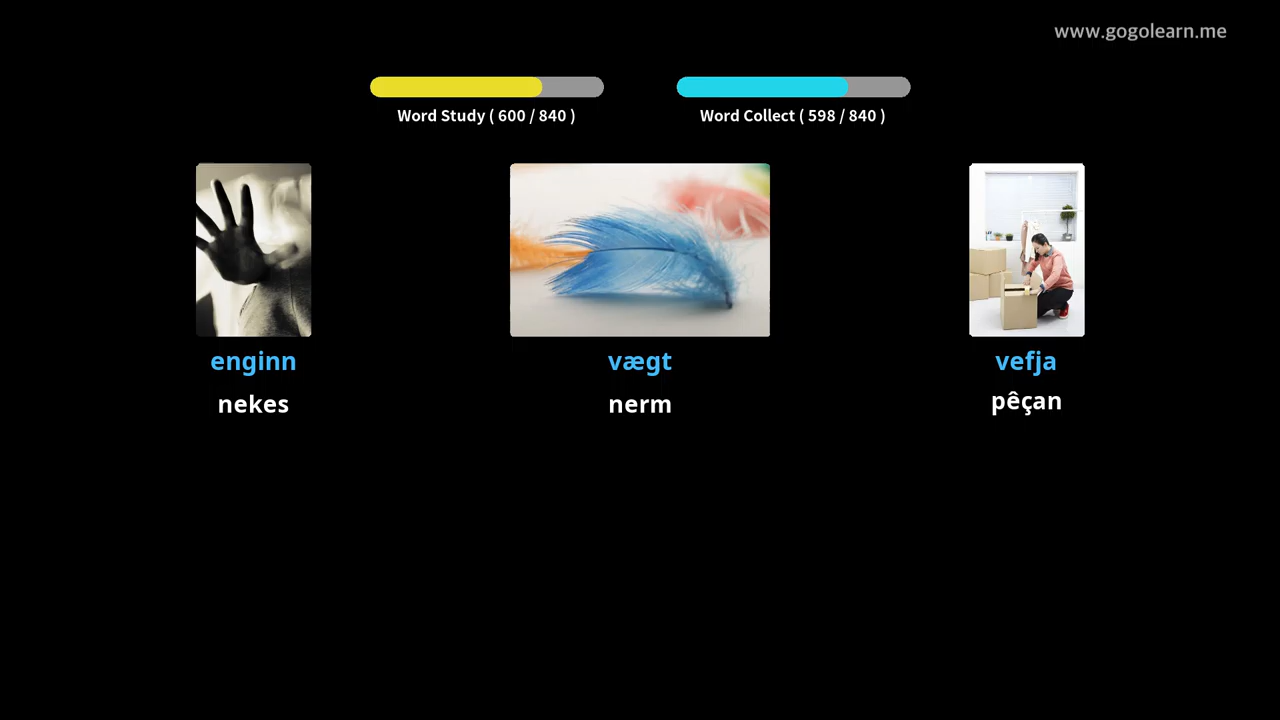 www.gogolearn.me
Word Study ( 600 / 840 )
Word Collect ( 598 / 840 )
enginn
vægt
vefja
nekes
nerm
pêçan